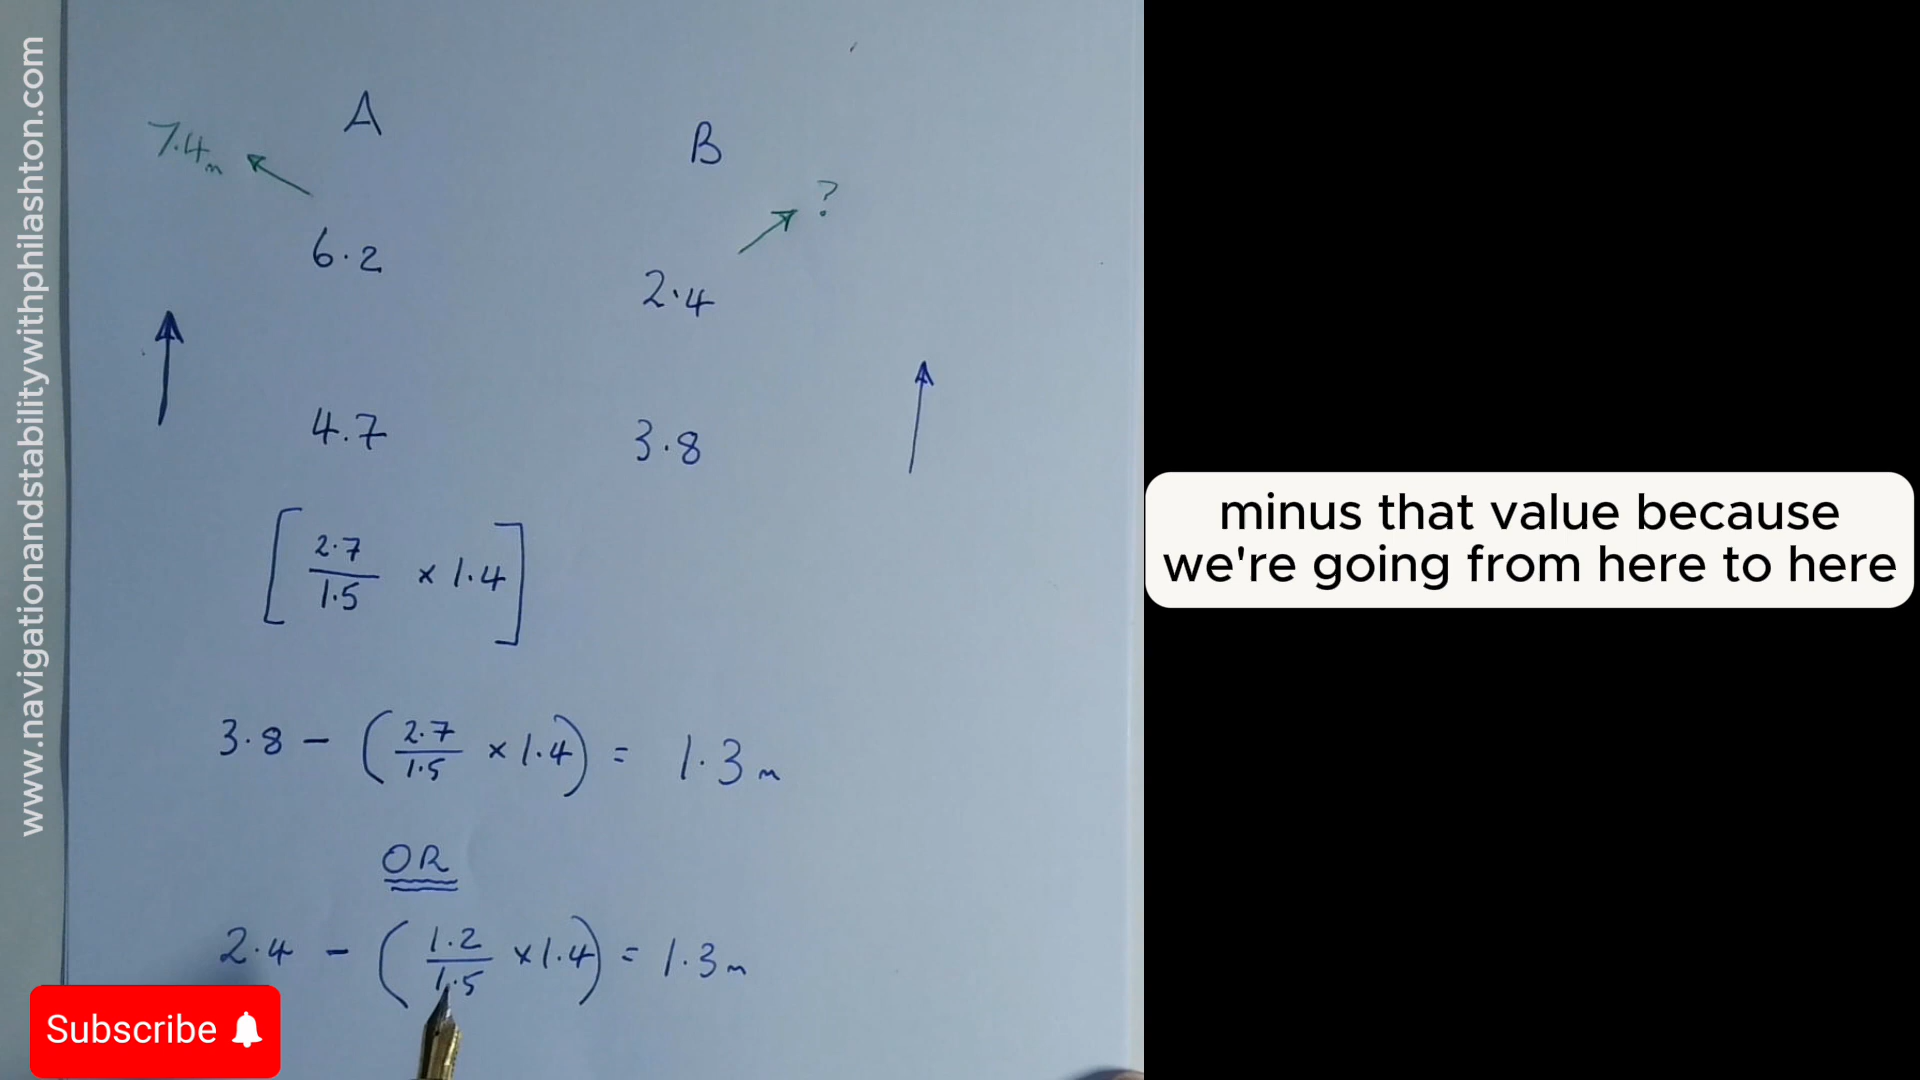 www.navigationandstabilitywithphilashton.com
A
B
7.4m
?
6.2
2.4
4.7
3.8
[2.7/1.5 × 1.4]
3.8 - (2.7/1.5 × 1.4) = 1.3m
OR
2.4 - (1.2/1.5 × 1.4) = 1.3m
minus that value because
we're going from here to here
Subscribe